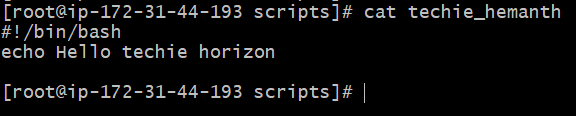 [root@ip-172-31-44-193 scripts]# cat techie_hemanth
#!/bin/bash
echo Hello techie horizon
[root@ip-172-31-44-193 scripts]#